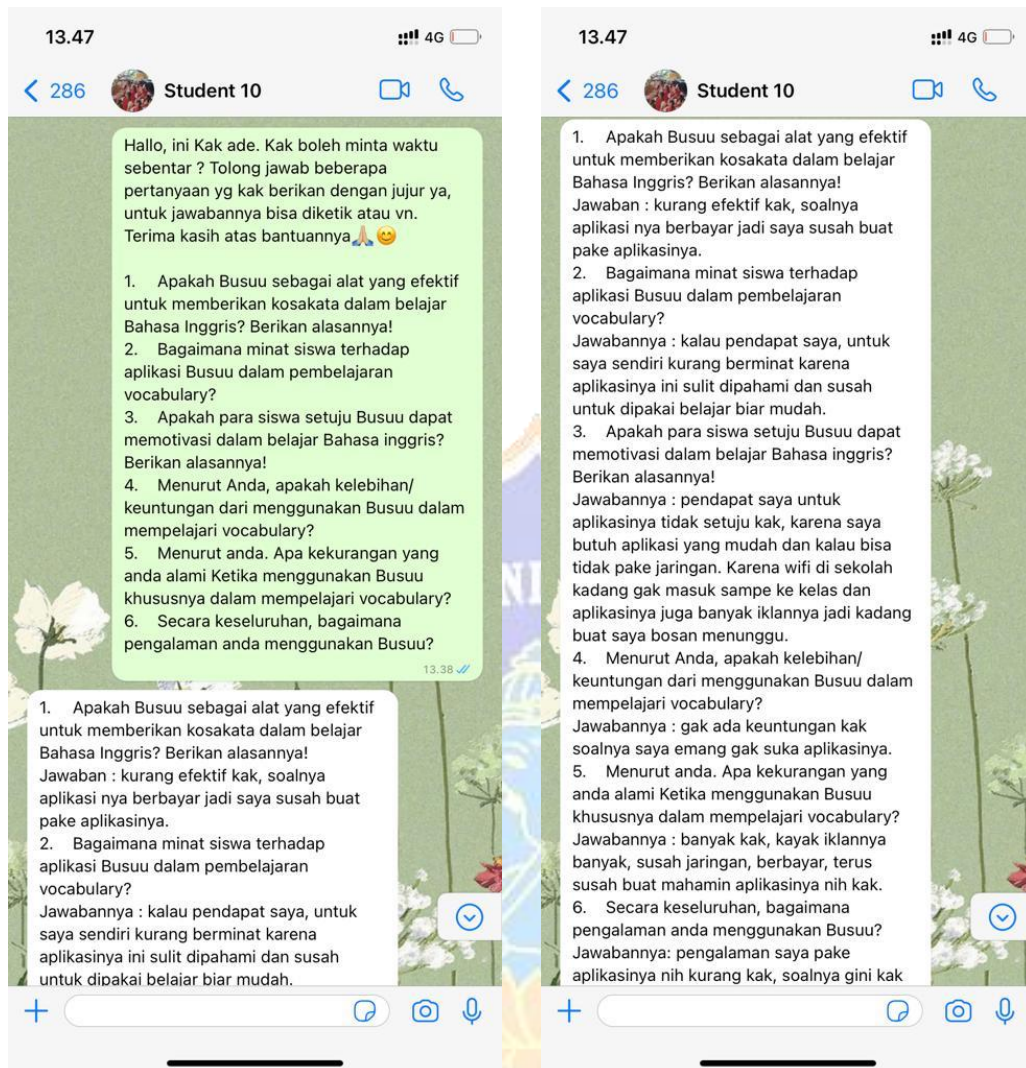 13.47
4G
286
Student 10
Hallo, ini Kak ade. Kak boleh minta waktu
sebentar ? Tolong jawab beberapa
pertanyaan yg kak berikan dengan jujur ya,
untuk jawabannya bisa diketik atau vn.
Terima kasih atas bantuannya🙏🏼😊
1. Apakah Busuu sebagai alat yang efektif
untuk memberikan kosakata dalam belajar
Bahasa Inggris? Berikan alasannya!
2. Bagaimana minat siswa terhadap
aplikasi Busuu dalam pembelajaran
vocabulary?
3. Apakah para siswa setuju Busuu dapat
memotivasi dalam belajar Bahasa inggris?
Berikan alasannya!
4. Menurut Anda, apakah kelebihan/
keuntungan dari menggunakan Busuu dalam
mempelajari vocabulary?
5. Menurut anda. Apa kekurangan yang
anda alami Ketika menggunakan Busuu
khususnya dalam mempelajari vocabulary?
6. Secara keseluruhan, bagaimana
pengalaman anda menggunakan Busuu?
13.38
1. Apakah Busuu sebagai alat yang efektif
untuk memberikan kosakata dalam belajar
Bahasa Inggris? Berikan alasannya!
Jawaban : kurang efektif kak, soalnya
aplikasi nya berbayar jadi saya susah buat
pake aplikasinya.
2. Bagaimana minat siswa terhadap
aplikasi Busuu dalam pembelajaran
vocabulary?
Jawabannya : kalau pendapat saya, untuk
saya sendiri kurang berminat karena
aplikasinya ini sulit dipahami dan susah
untuk dipakai belajar biar mudah.
13.47
4G
286
Student 10
1. Apakah Busuu sebagai alat yang efektif
untuk memberikan kosakata dalam belajar
Bahasa Inggris? Berikan alasannya!
Jawaban : kurang efektif kak, soalnya
aplikasi nya berbayar jadi saya susah buat
pake aplikasinya.
2. Bagaimana minat siswa terhadap
aplikasi Busuu dalam pembelajaran
vocabulary?
Jawabannya : kalau pendapat saya, untuk
saya sendiri kurang berminat karena
aplikasinya ini sulit dipahami dan susah
untuk dipakai belajar biar mudah.
3. Apakah para siswa setuju Busuu dapat
memotivasi dalam belajar Bahasa inggris?
Berikan alasannya!
Jawabannya : pendapat saya untuk
aplikasinya tidak setuju kak, karena saya
butuh aplikasi yang mudah dan kalau bisa
tidak pake jaringan. Karena wifi di sekolah
kadang gak masuk sampe ke kelas dan
aplikasinya juga banyak iklannya jadi kadang
buat saya bosan menunggu.
4. Menurut Anda, apakah kelebihan/
keuntungan dari menggunakan Busuu dalam
mempelajari vocabulary?
Jawabannya : gak ada keuntungan kak
soalnya saya emang gak suka aplikasinya.
5. Menurut anda. Apa kekurangan yang
anda alami Ketika menggunakan Busuu
khususnya dalam mempelajari vocabulary?
Jawabannya : banyak kak, kayak iklannya
banyak, susah jaringan, berbayar, terus
susah buat mahamin aplikasinya nih kak.
6. Secara keseluruhan, bagaimana
pengalaman anda menggunakan Busuu?
Jawabannya: pengalaman saya pake
aplikasinya nih kurang kak, soalnya gini kak